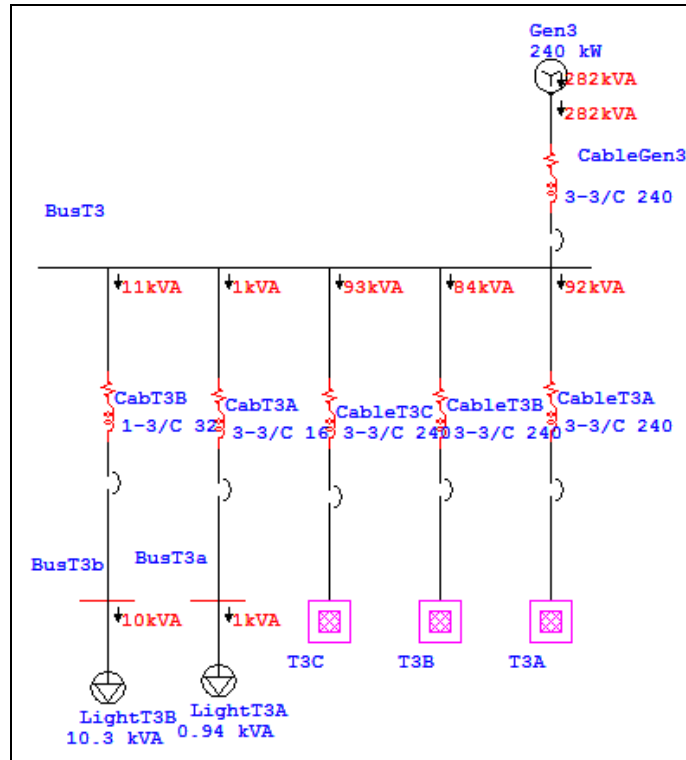 Gen3
240 kW
282kVA
282kVA
CableGen3
3-3/C 240
BusT3
11kVA
1kVA
93kVA
84kVA
92kVA
CabT3B
1-3/C 32
CabT3A
3-3/C 16
CableT3C
3-3/C 240
CableT3B
3-3/C 240
CableT3A
3-3/C 240
BusT3b
BusT3a
10kVA
1kVA
T3C
T3B
T3A
LightT3B
10.3 kVA
LightT3A
0.94 kVA